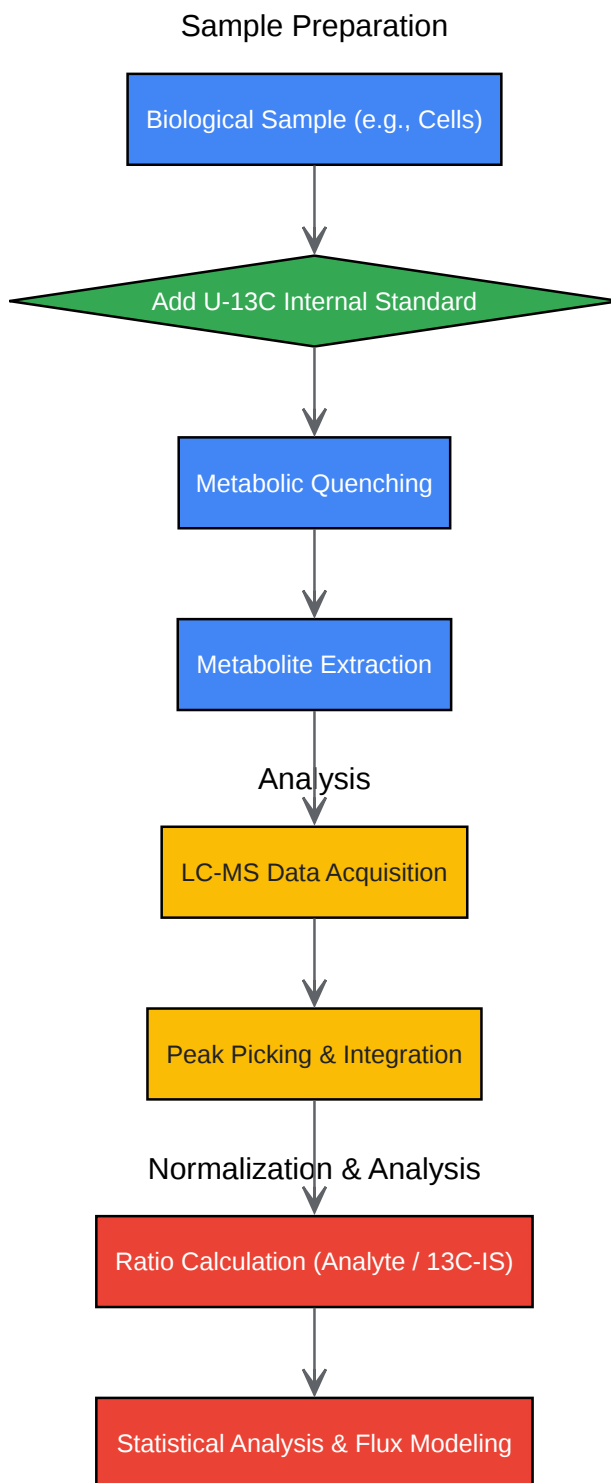 Sample Preparation
Biological Sample (e.g., Cells)
Add U-13C Internal Standard
Metabolic Quenching
Metabolite Extraction
Analysis
LC-MS Data Acquisition
Peak Picking & Integration
Normalization & Analysis
Ratio Calculation (Analyte / 13C-IS)
Statistical Analysis & Flux Modeling